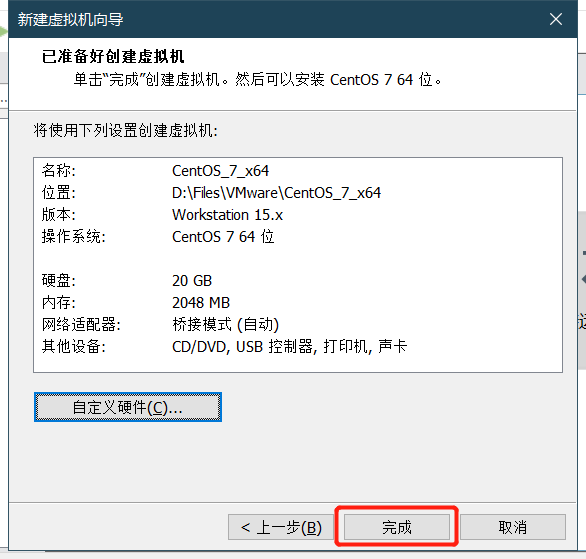 新建虚拟机向导
已准备好创建虚拟机
单击“完成”创建虚拟机。然后可以安装 CentOS 7 64 位。
将使用下列设置创建虚拟机:
名称: CentOS_7_x64
位置: D:\Files\VMware\CentOS_7_x64
版本: Workstation 15.x
操作系统: CentOS 7 64 位
硬盘: 20 GB
内存: 2048 MB
网络适配器: 桥接模式 (自动)
其他设备: CD/DVD, USB 控制器, 打印机, 声卡
自定义硬件(C)...
< 上一步(B) 完成 取消